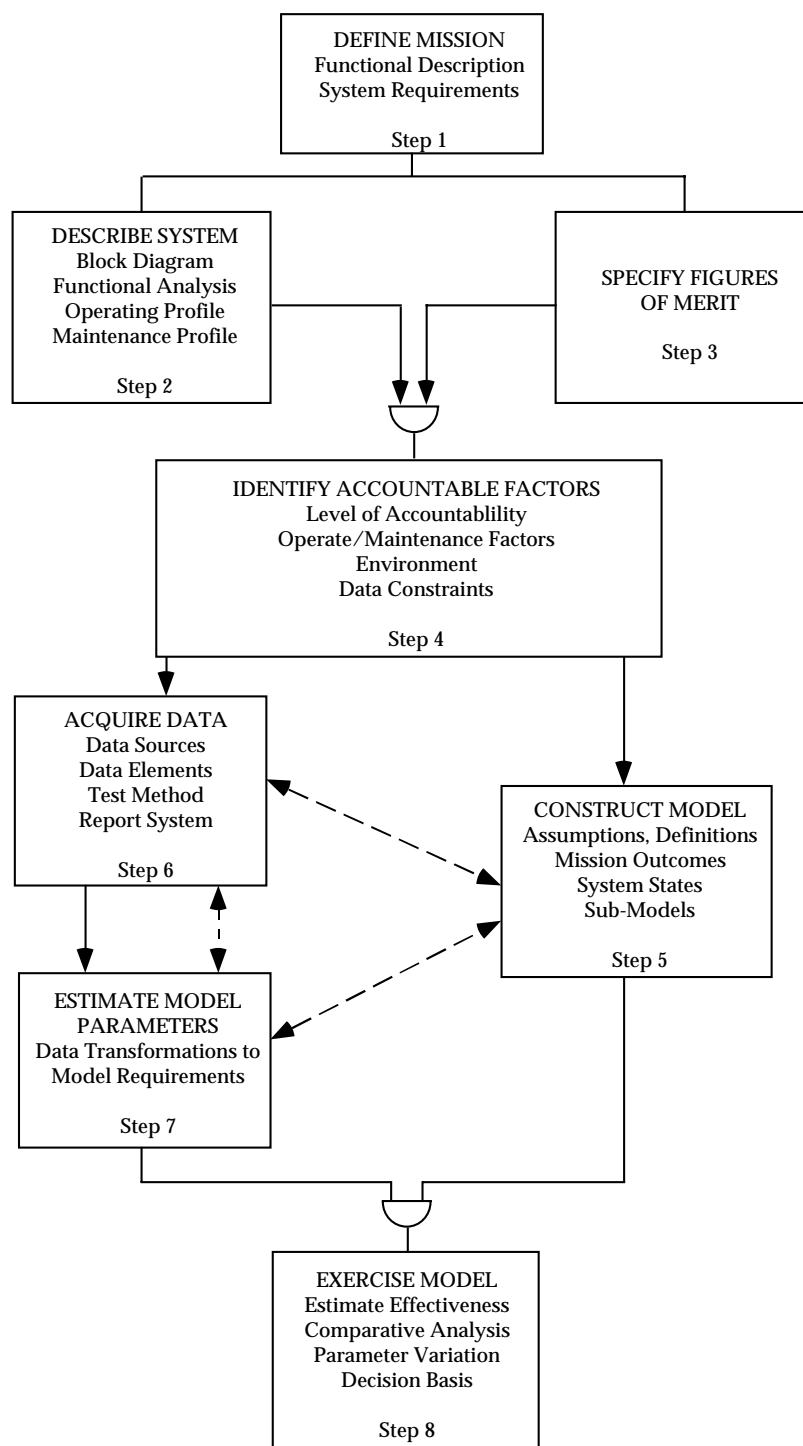 DEFINE MISSION
Functional Description
System Requirements
Step 1
DESCRIBE SYSTEM
Block Diagram
Functional Analysis
Operating Profile
Maintenance Profile
Step 2
SPECIFY FIGURES
OF MERIT
Step 3
IDENTIFY ACCOUNTABLE FACTORS
Level of Accountablility
Operate/Maintenance Factors
Environment
Data Constraints
Step 4
ACQUIRE DATA
Data Sources
Data Elements
Test Method
Report System
Step 6
CONSTRUCT MODEL
Assumptions, Definitions
Mission Outcomes
System States
Sub-Models
Step 5
ESTIMATE MODEL
PARAMETERS
Data Transformations to
Model Requirements
Step 7
EXERCISE MODEL
Estimate Effectiveness
Comparative Analysis
Parameter Variation
Decision Basis
Step 8